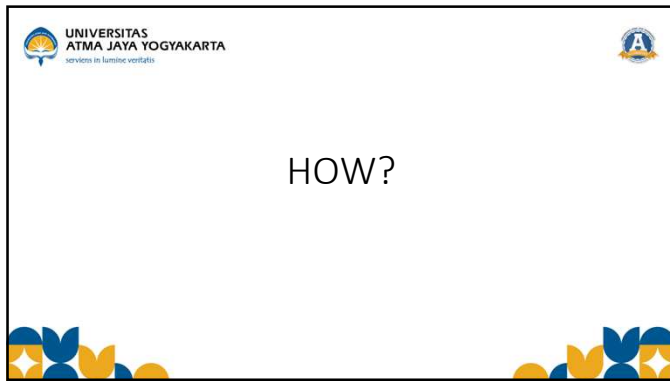 UNIVERSITAS
ATMA JAYA YOGYAKARTA
serviens in lumine veritatis
A
HOW?